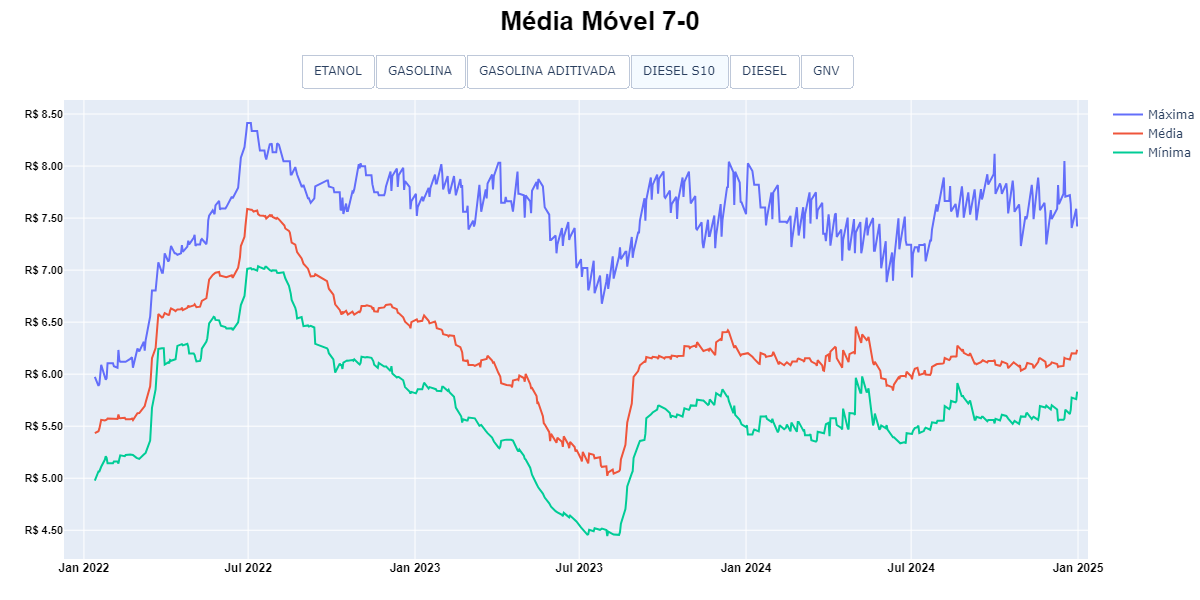 Média Móvel 7-0
ETANOL GASOLINA GASOLINA ADITIVADA DIESEL S10 DIESEL GNV
R$ 8.50
R$ 8.00
R$ 7.50
R$ 7.00
R$ 6.50
R$ 6.00
R$ 5.50
R$ 5.00
R$ 4.50
Jan 2022 Jul 2022 Jan 2023 Jul 2023 Jan 2024 Jul 2024 Jan 2025
Máxima
Média
Mínima